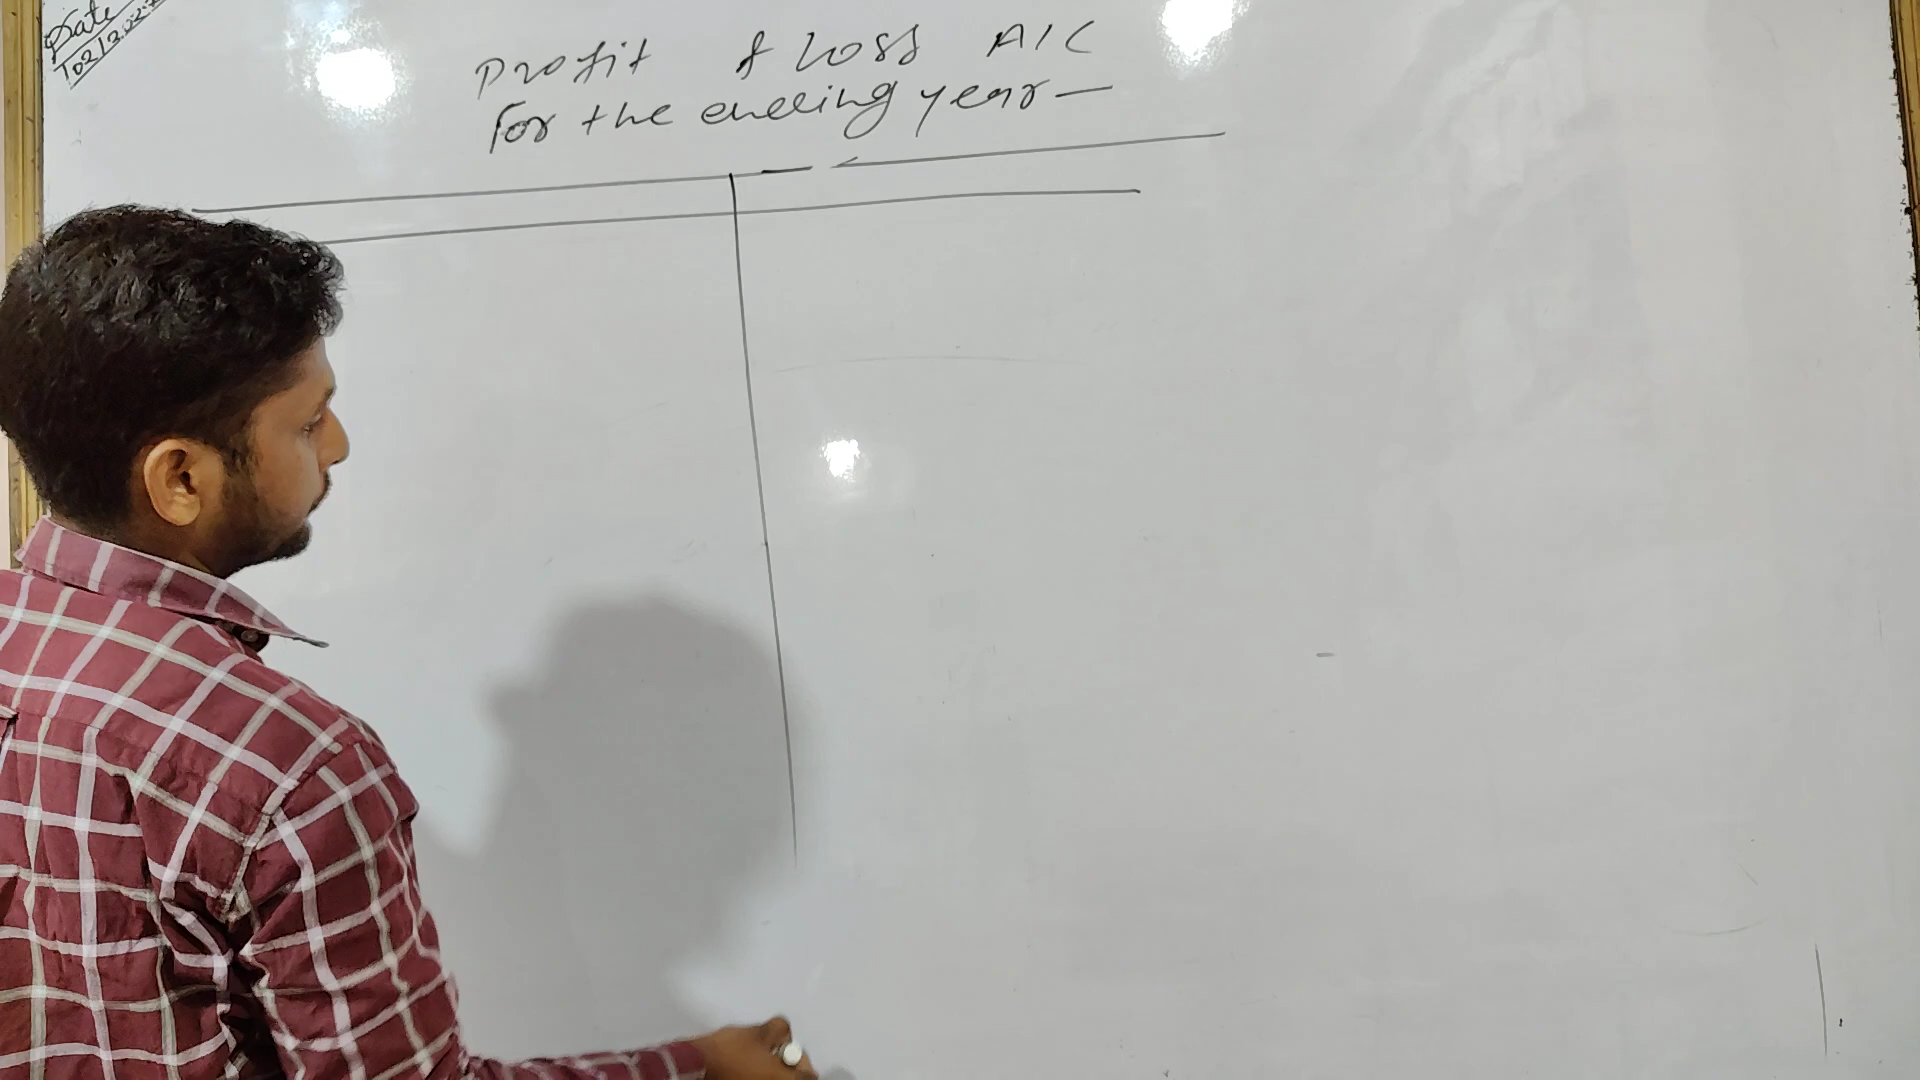 Date
Profit & Loss A/C
For the ending year —